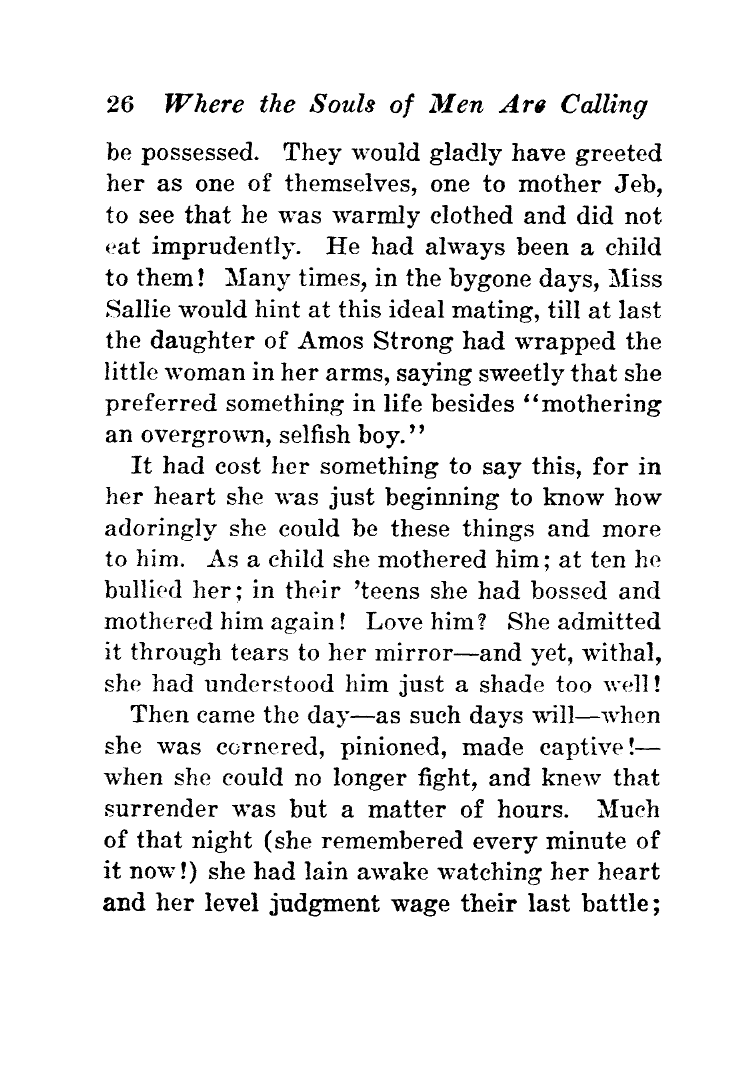 26 Where the Souls of Men Are Calling
be possessed. They would gladly have greeted
her as one of themselves, one to mother Jeb,
to see that he was warmly clothed and did not
eat imprudently. He had always been a child
to them! Many times, in the bygone days, Miss
Sallie would hint at this ideal mating, till at last
the daughter of Amos Strong had wrapped the
little woman in her arms, saying sweetly that she
preferred something in life besides “mothering
an overgrown, selfish boy.”
It had cost her something to say this, for in
her heart she was just beginning to know how
adoringly she could be these things and more
to him. As a child she mothered him; at ten he
bullied her; in their ’teens she had bossed and
mothered him again! Love him? She admitted
it through tears to her mirror—and yet, withal,
she had understood him just a shade too well!
Then came the day—as such days will—when
she was cornered, pinioned, made captive!—
when she could no longer fight, and knew that
surrender was but a matter of hours. Much
of that night (she remembered every minute of
it now!) she had lain awake watching her heart
and her level judgment wage their last battle;